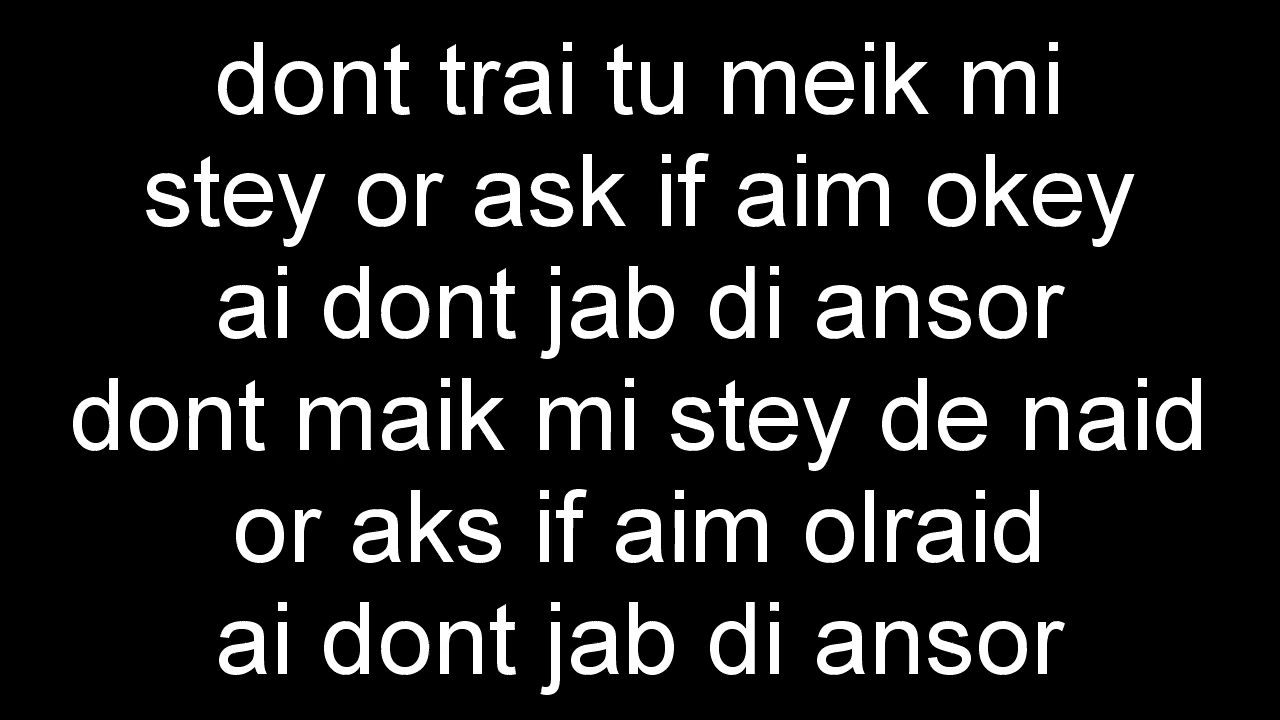 dont trai tu meik mi
stey or ask if aim okey
ai dont jab di ansor
dont maik mi stey de naid
or aks if aim olraid
ai dont jab di ansor